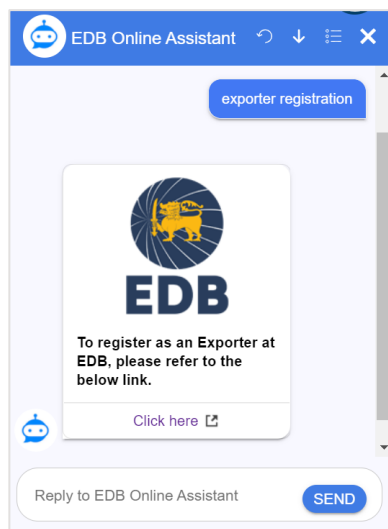 EDB Online Assistant
exporter registration
EDB
To register as an Exporter at
EDB, please refer to the
below link.
Click here
Reply to EDB Online Assistant
SEND